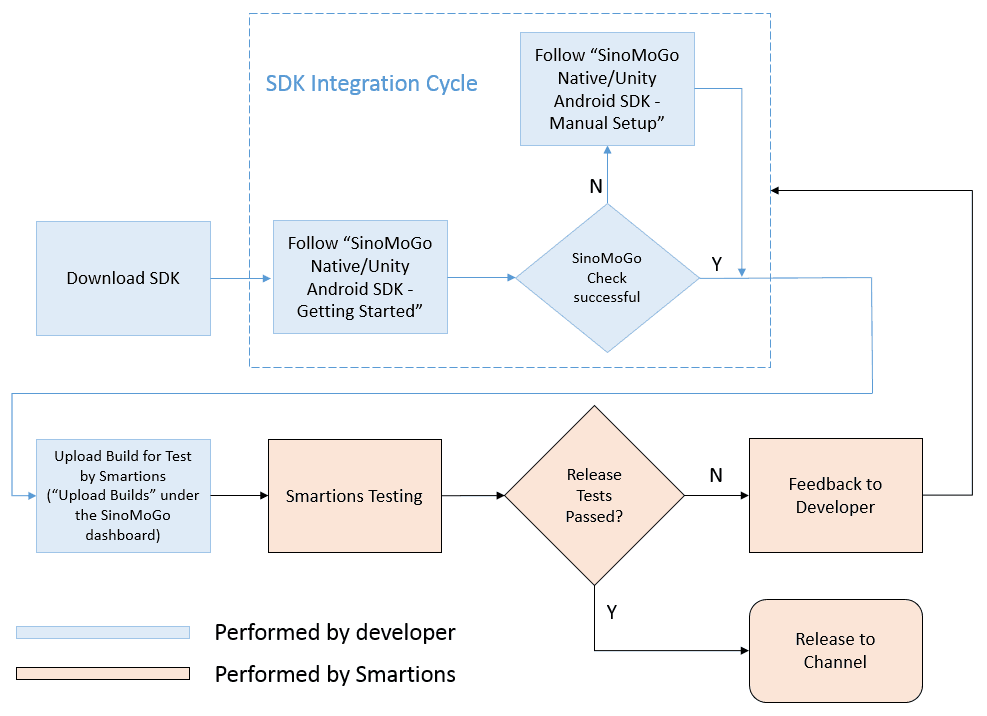 SDK Integration Cycle
Follow “SinoMoGo
Native/Unity
Android SDK -
Manual Setup”
N
Download SDK
Follow “SinoMoGo
Native/Unity
Android SDK -
Getting Started”
SinoMoGo
Check
successful
Y
Upload Build for Test
by Smartions
(“Upload Builds” under
the SinoMoGo
dashboard)
Smartions Testing
Release
Tests
Passed?
N
Feedback to
Developer
Y
Release to
Channel
Performed by developer
Performed by Smartions